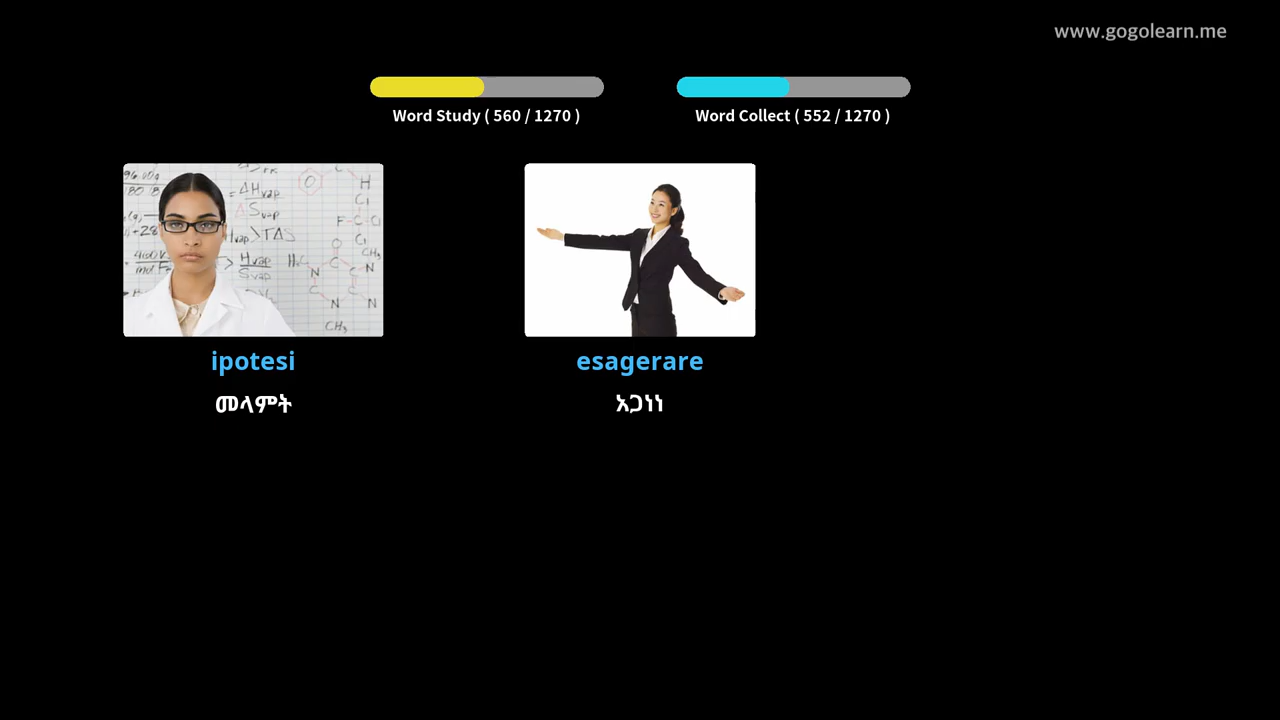 www.gogolearn.me
Word Study ( 560 / 1270 )
Word Collect ( 552 / 1270 )
ipotesi
esagerare
መላምት
አጋነነ